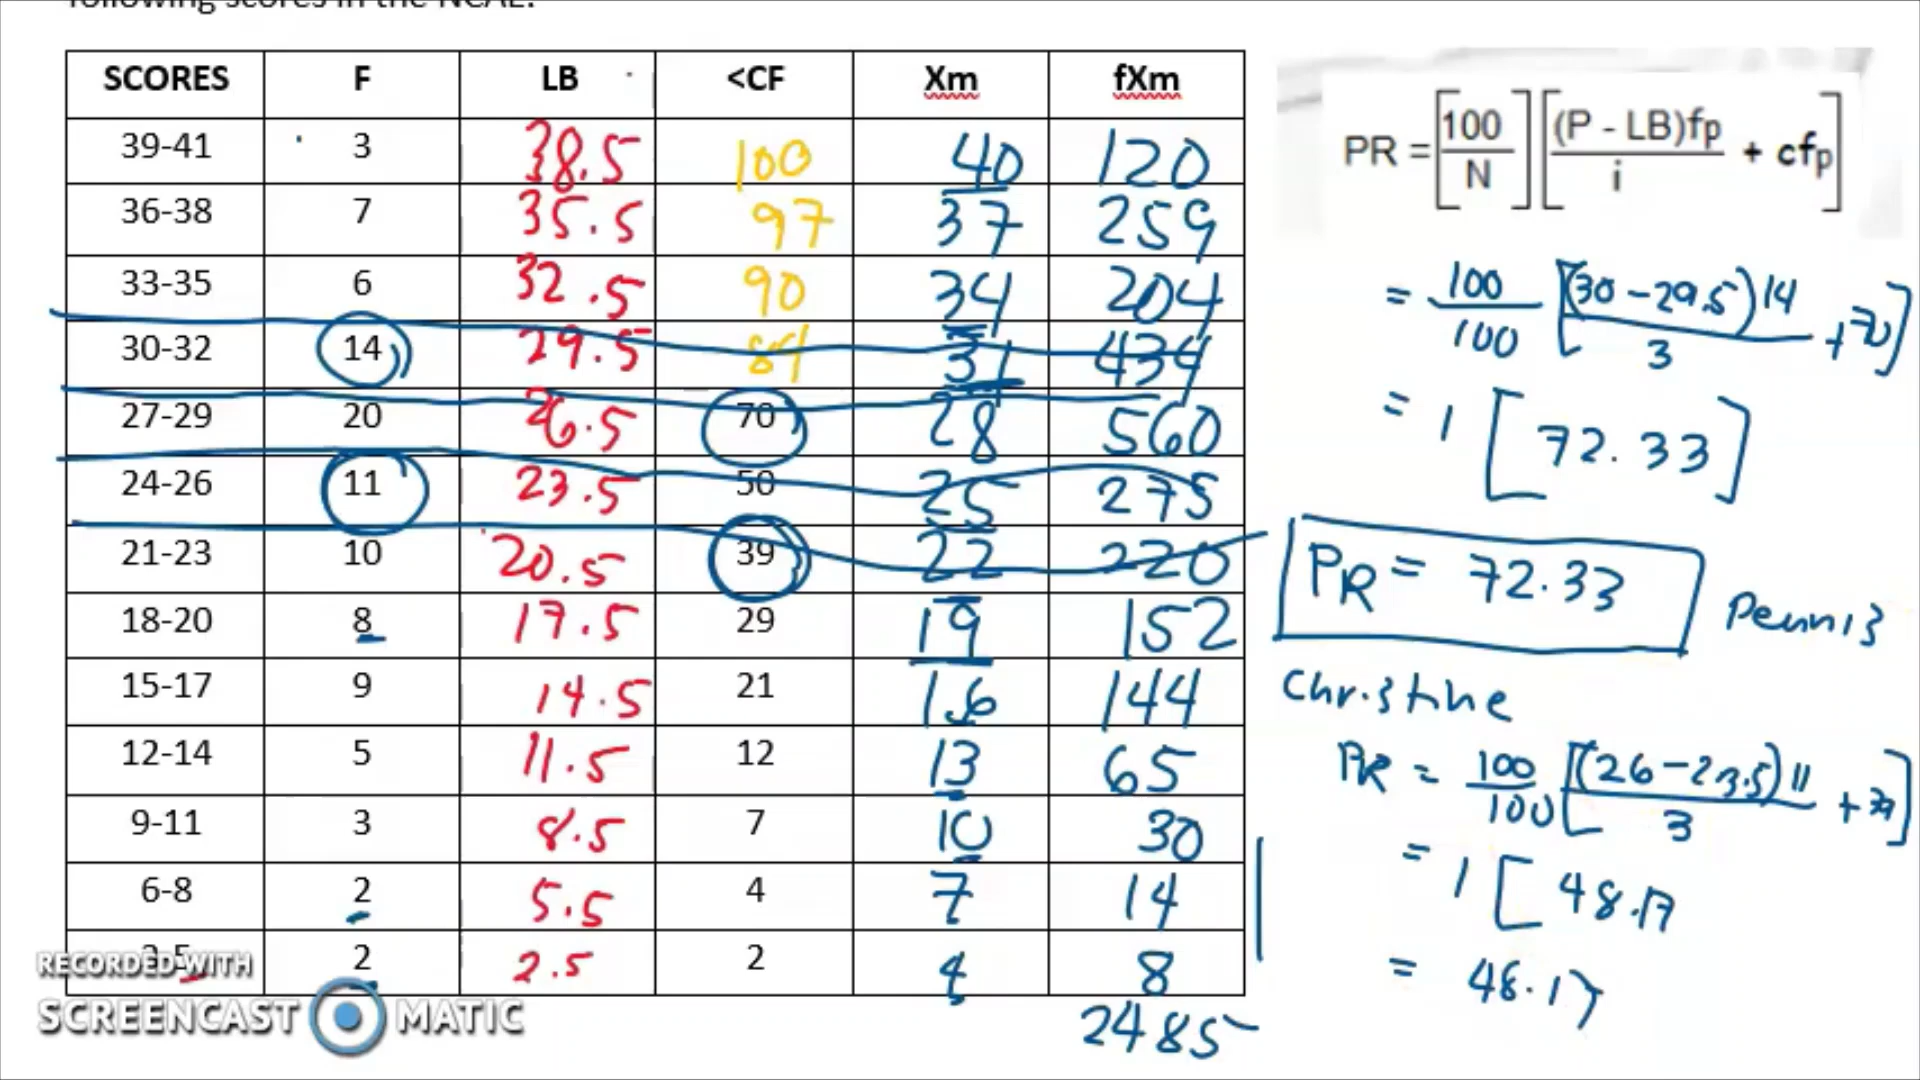 following scores in the NCAE.
SCORES F LB <CF Xm fXm
39-41 3 38.5 100 40 120
36-38 7 35.5 97 37 259
33-35 6 32.5 90 34 204
30-32 14 29.5 84 31 434
27-29 20 26.5 70 28 560
24-26 11 23.5 50 25 275
21-23 10 20.5 39 22 220
18-20 8 17.5 29 19 152
15-17 9 14.5 21 16 144
12-14 5 11.5 12 13 65
9-11 3 8.5 7 10 30
6-8 2 5.5 4 7 14
3-5 2 2.5 2 4 8
2485
PR = [100/N] [(P - LB)fp/i + cfp]
= 100/100 [(30-29.5)14/3 + 70]
= 1 [72.33]
PR = 72.33
Christine
PR = 100/100 [(26-23.5)11/3 + 39]
= 1 [48.17
= 48.17
RECORDED WITH
SCREENCAST MATIC